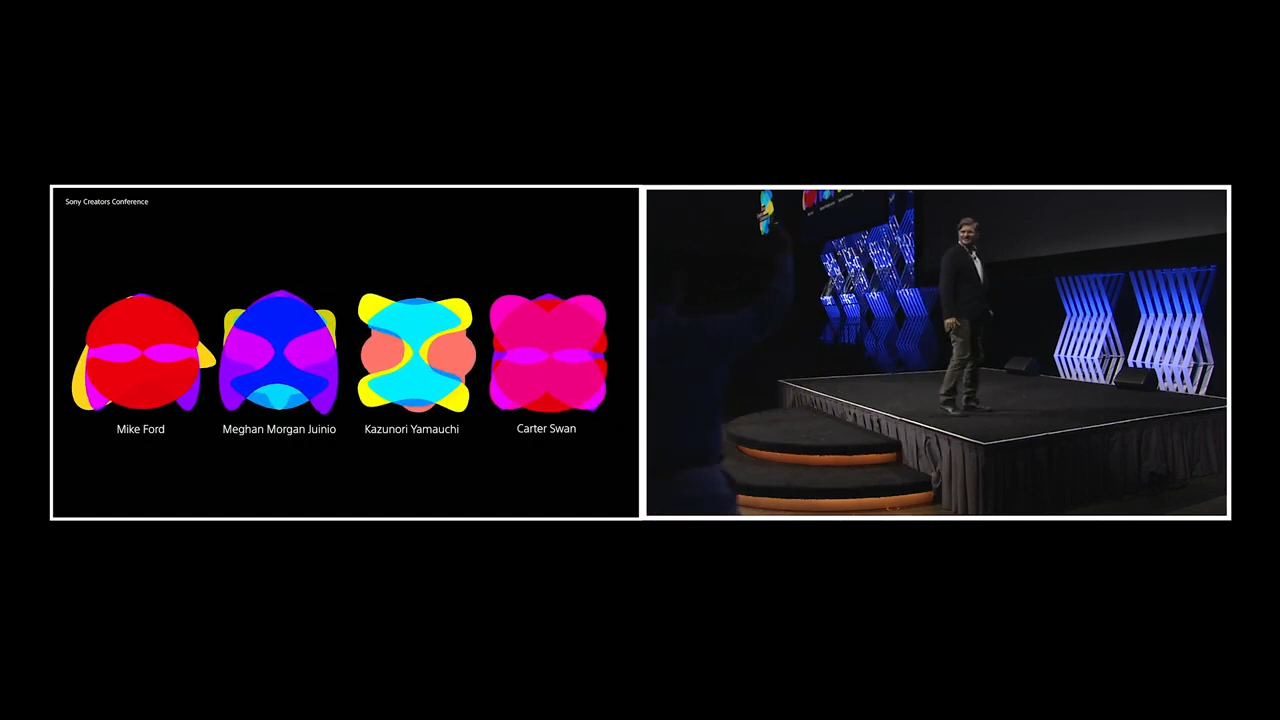 Sony Creators Conference
Mike Ford
Meghan Morgan Juinio
Kazunori Yamauchi
Carter Swan